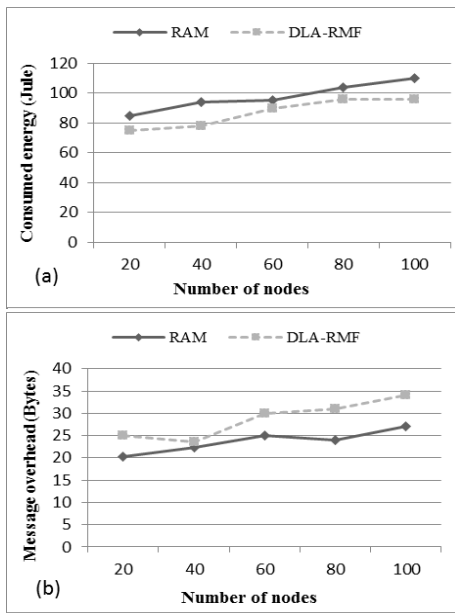 RAM DLA-RMF
Consumed energy (Jule)
120
100
80
60
40
20
0
20 40 60 80 100
Number of nodes
(a)
RAM DLA-RMF
Message overhead (Bytes)
40
35
30
25
20
15
10
5
0
20 40 60 80 100
Number of nodes
(b)